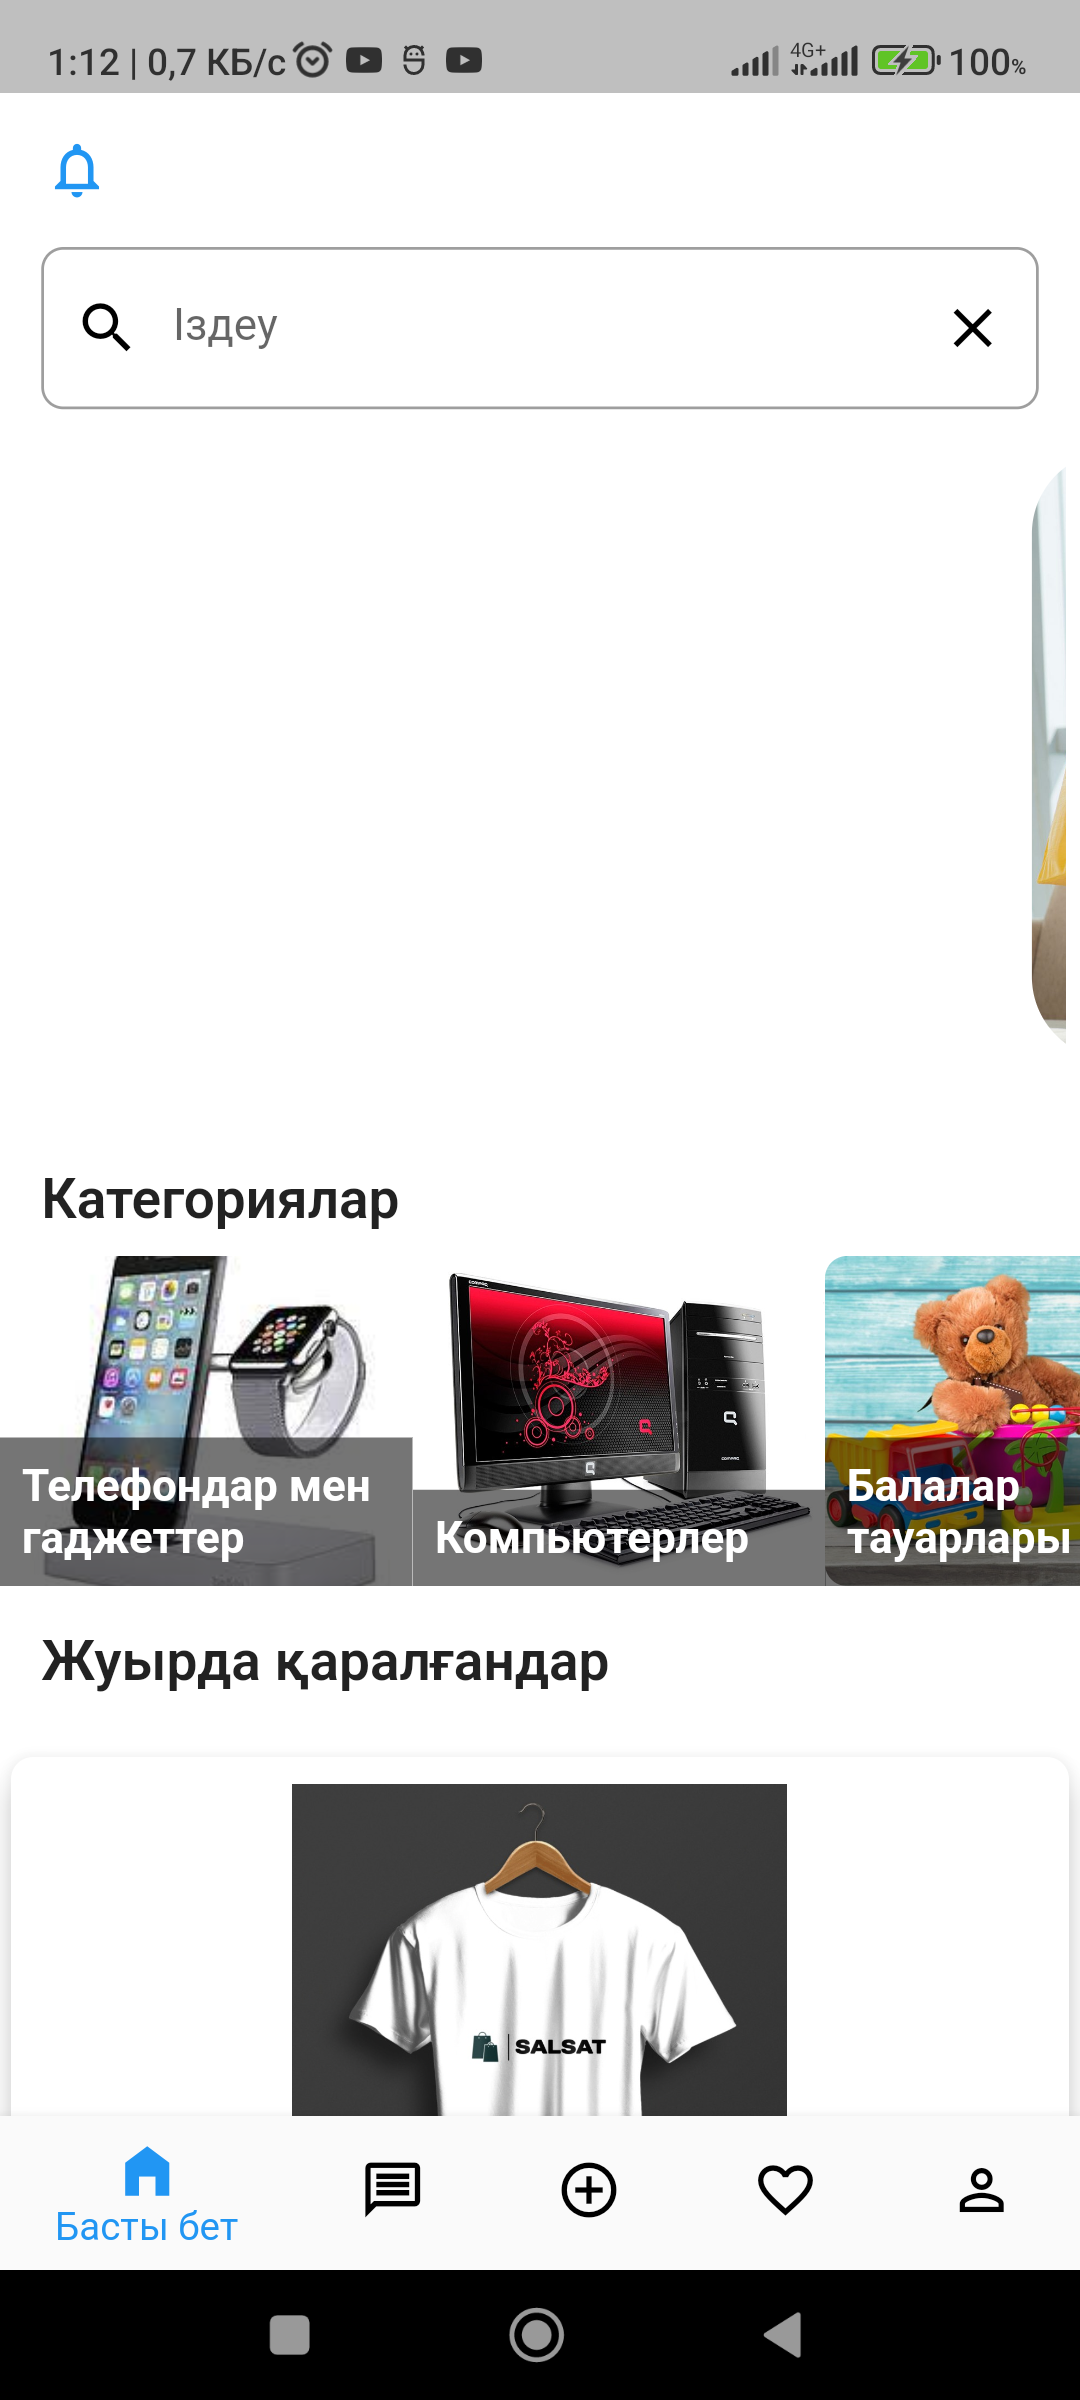 1:12 | 0,7 КБ/с
4G+
100%
Іздеу
Категориялар
Телефондар мен
гаджеттер
Компьютерлер
Балалар
тауарлары
Жуырда қаралғандар
SALSAT
Басты бет